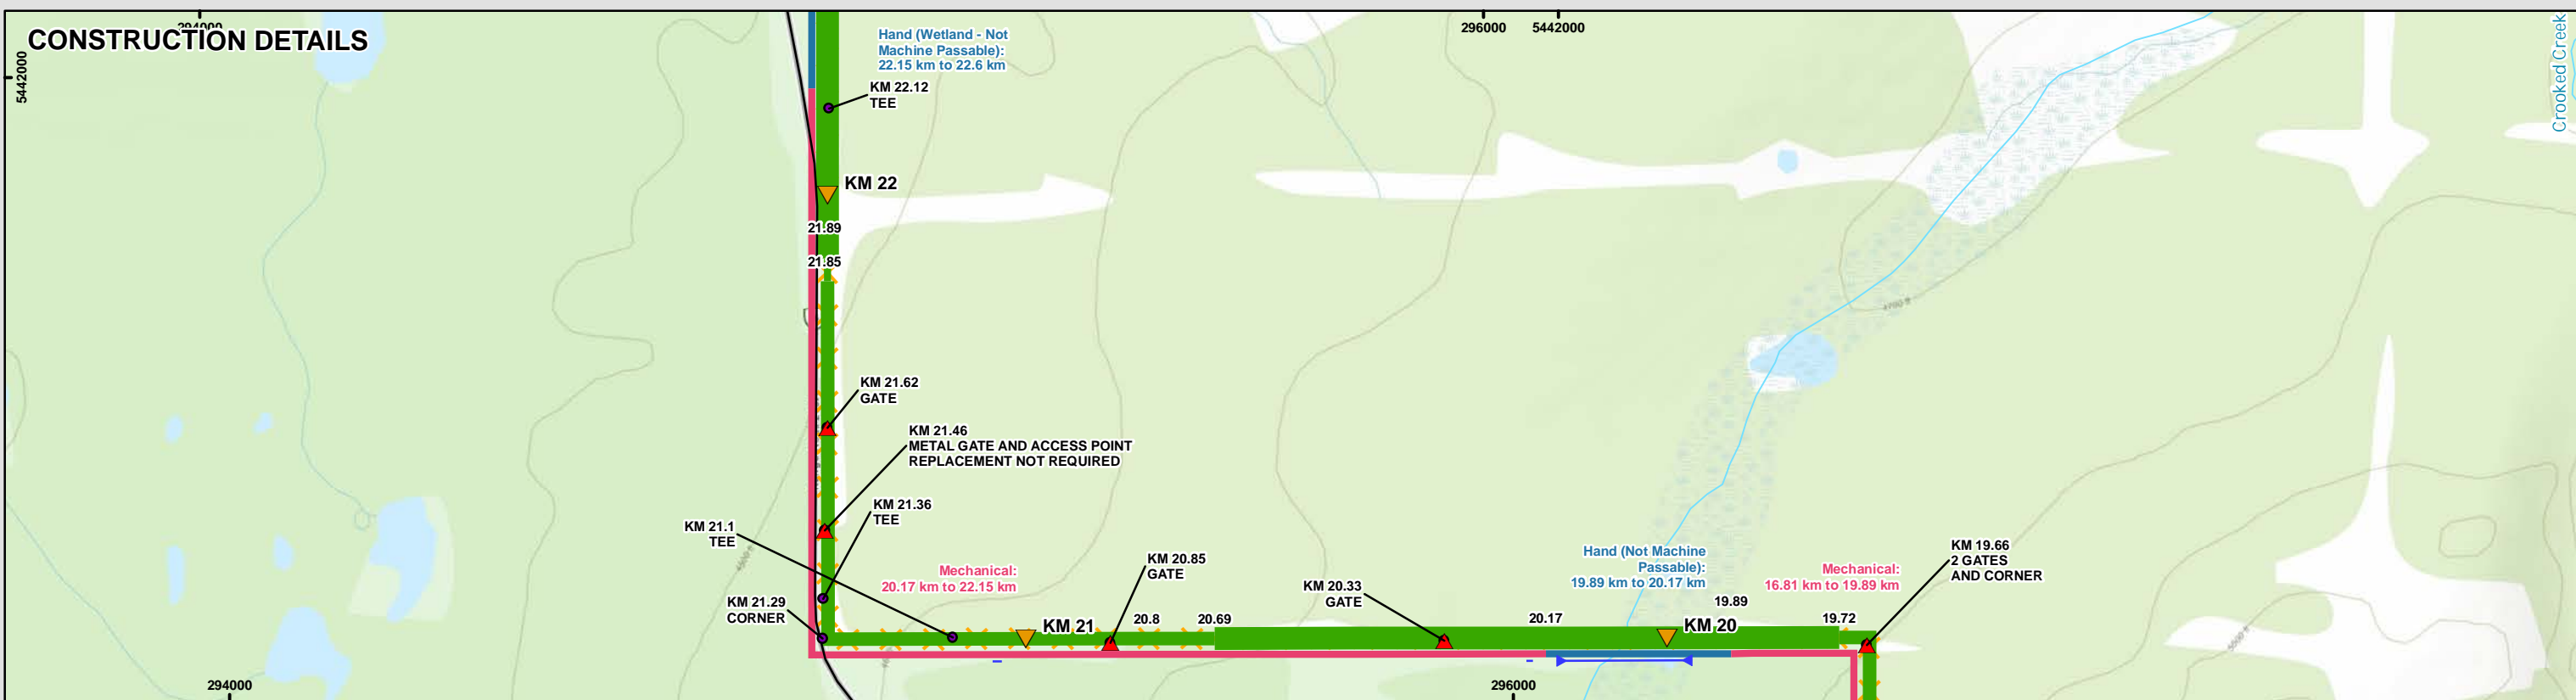 294000
296000
5442000
CONSTRUCTION DETAILS
5442000
Crooked Creek
Hand (Wetland - Not
Machine Passable):
22.15 km to 22.6 km
KM 22.12
TEE
KM 22
21.89
21.85
KM 21.62
GATE
KM 21.46
METAL GATE AND ACCESS POINT
REPLACEMENT NOT REQUIRED
KM 21.36
TEE
KM 21.1
TEE
KM 21.29
CORNER
Mechanical:
20.17 km to 22.15 km
KM 21
KM 20.85
GATE
20.8
20.69
KM 20.33
GATE
20.17
Hand (Not Machine
Passable):
19.89 km to 20.17 km
19.89
KM 20
Mechanical:
16.81 km to 19.89 km
19.72
KM 19.66
2 GATES
AND CORNER
294000
296000